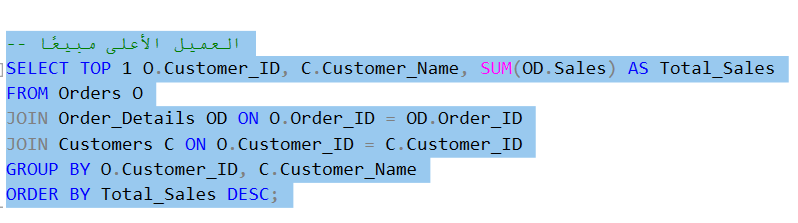 -- العميل الأعلى مبيعًا
SELECT TOP 1 O.Customer_ID, C.Customer_Name, SUM(OD.Sales) AS Total_Sales
FROM Orders O
JOIN Order_Details OD ON O.Order_ID = OD.Order_ID
JOIN Customers C ON O.Customer_ID = C.Customer_ID
GROUP BY O.Customer_ID, C.Customer_Name
ORDER BY Total_Sales DESC;